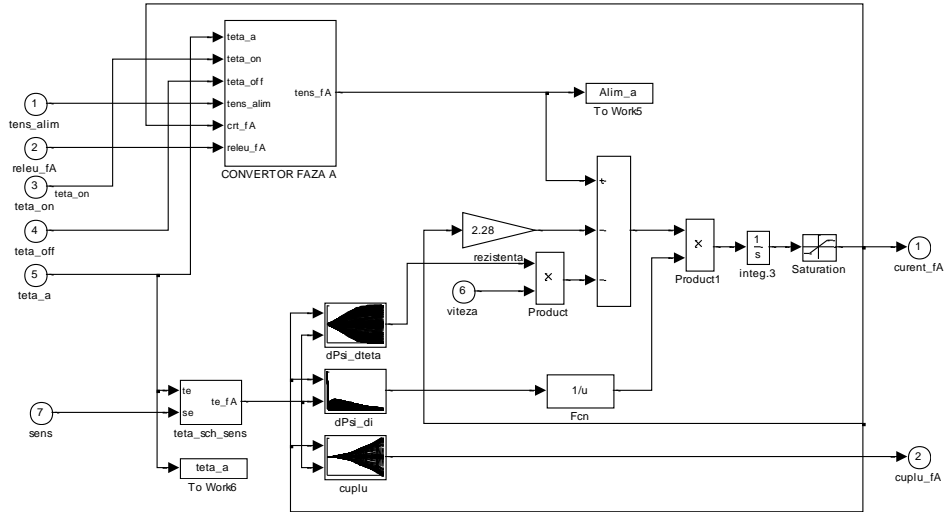 teta_a
teta_on
teta_off
tens_alim
crt_fA
releu_fA
tens_fA
CONVERTOR FAZA A
1
tens_alim
2
releu_fA
3
teta_on
teta_on
4
teta_off
5
teta_a
Alim_a
To Work5
2.28
rezistenta
6
viteza
x
Product
x
Product1
1
s
integ.3
Saturation
1
curent_fA
dPsi_dteta
dPsi_di
1/u
Fcn
te
se
te_fA
teta_sch_sens
7
sens
teta_a
To Work6
cuplu
2
cuplu_fA